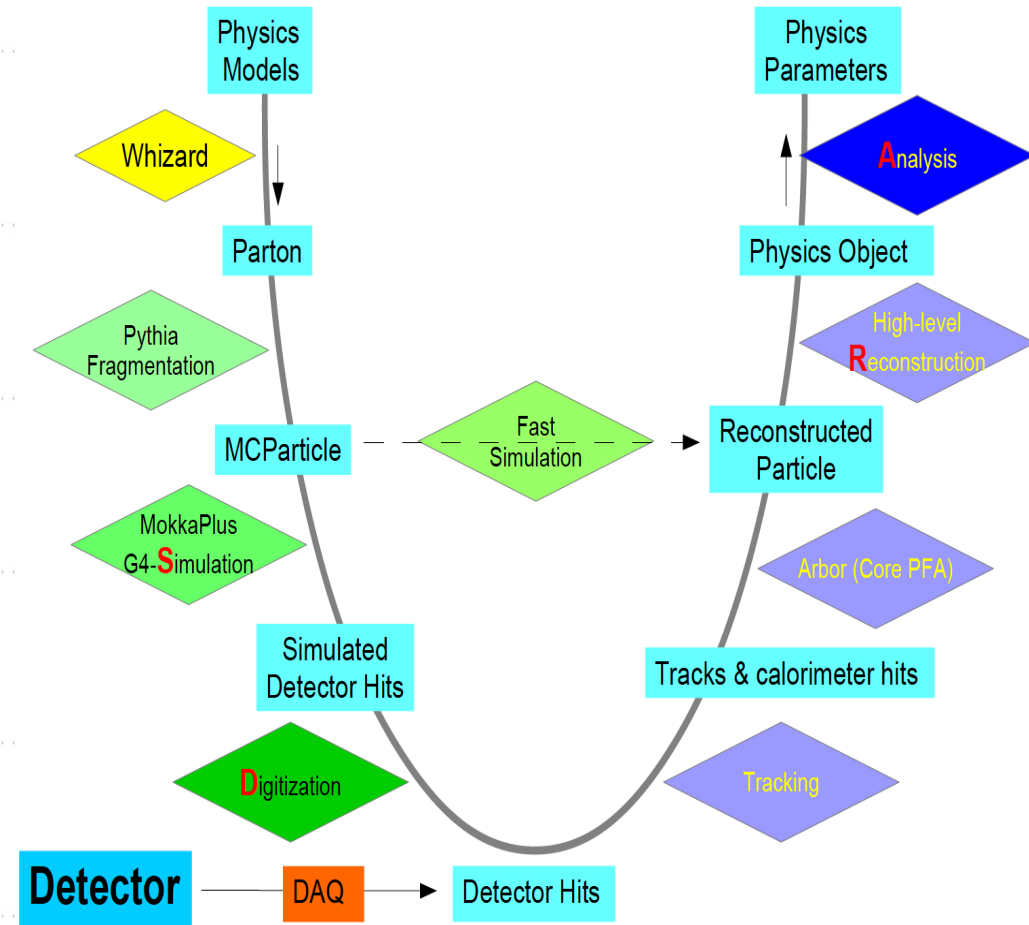 Physics
Models
Physics
Parameters
Whizard
Analysis
Parton
Physics Object
Pythia
Fragmentation
High-level
Reconstruction
MCParticle
Fast
Simulation
Reconstructed
Particle
MokkaPlus
G4-Simulation
Arbor (Core PFA)
Simulated
Detector Hits
Tracks & calorimeter hits
Digitization
Tracking
Detector
DAQ
Detector Hits